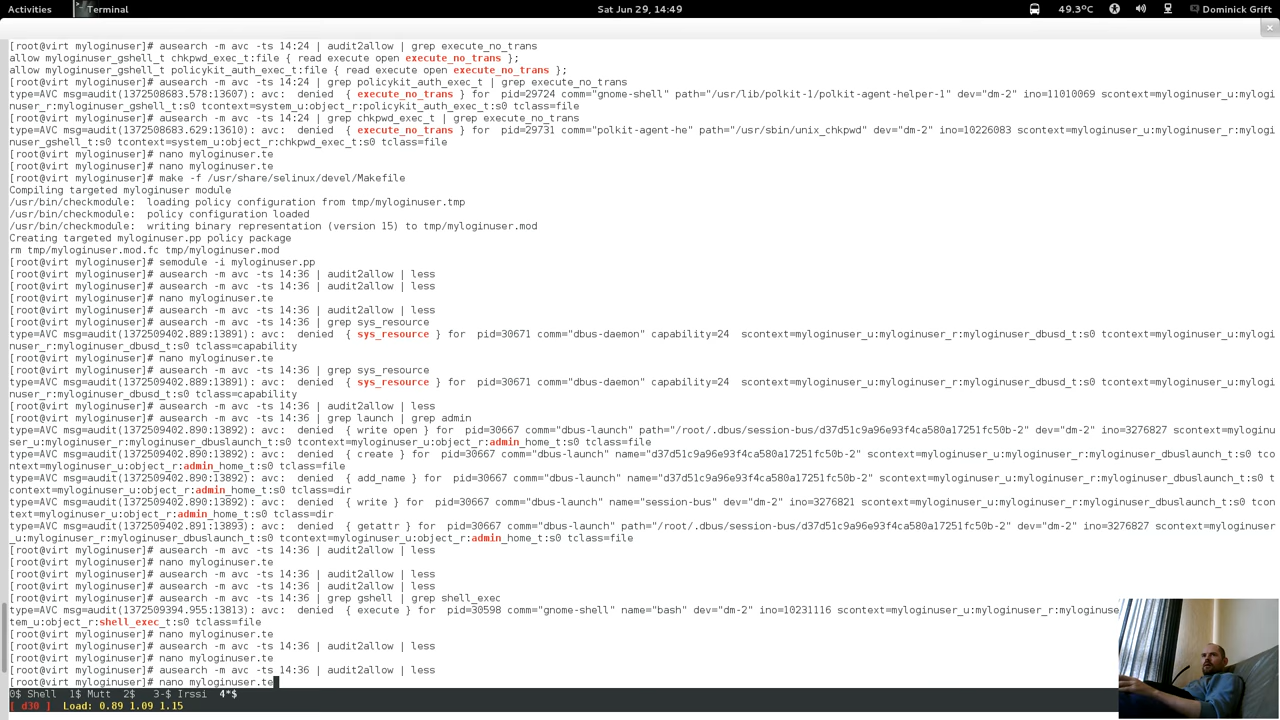 Activities Terminal Sat Jun 29, 14:49 49.3°C Dominick Grift
[root@virt myloginuser]# ausearch -m avc -ts 14:24 | audit2allow | grep execute_no_trans
allow myloginuser_gshell_t chkpwd_exec_t:file { read execute open execute_no_trans };
allow myloginuser_gshell_t policykit_auth_exec_t:file { read execute open execute_no_trans };
[root@virt myloginuser]# ausearch -m avc -ts 14:24 | grep policykit_auth_exec_t | grep execute_no_trans
type=AVC msg=audit(1372508683.578:13607): avc:  denied  { execute_no_trans } for  pid=29724 comm="gnome-shell" path="/usr/lib/polkit-1/polkit-agent-helper-1" dev="dm-2" ino=11010069 scontext=myloginuser_u:mylogi
nuser_r:myloginuser_gshell_t:s0 tcontext=system_u:object_r:policykit_auth_exec_t:s0 tclass=file
[root@virt myloginuser]# ausearch -m avc -ts 14:24 | grep chkpwd_exec_t | grep execute_no_trans
type=AVC msg=audit(1372508683.629:13610): avc:  denied  { execute_no_trans } for  pid=29731 comm="polkit-agent-he" path="/usr/sbin/unix_chkpwd" dev="dm-2" ino=10226083 scontext=myloginuser_u:myloginuser_r:mylogi
nuser_gshell_t:s0 tcontext=system_u:object_r:chkpwd_exec_t:s0 tclass=file
[root@virt myloginuser]# nano myloginuser.te
[root@virt myloginuser]# nano myloginuser.te
[root@virt myloginuser]# make -f /usr/share/selinux/devel/Makefile
Compiling targeted myloginuser module
/usr/bin/checkmodule:  loading policy configuration from tmp/myloginuser.tmp
/usr/bin/checkmodule:  policy configuration loaded
/usr/bin/checkmodule:  writing binary representation (version 15) to tmp/myloginuser.mod
Creating targeted myloginuser.pp policy package
rm tmp/myloginuser.mod.fc tmp/myloginuser.mod
[root@virt myloginuser]# semodule -i myloginuser.pp
[root@virt myloginuser]# ausearch -m avc -ts 14:36 | audit2allow | less
[root@virt myloginuser]# ausearch -m avc -ts 14:36 | audit2allow | less
[root@virt myloginuser]# nano myloginuser.te
[root@virt myloginuser]# ausearch -m avc -ts 14:36 | audit2allow | less
[root@virt myloginuser]# ausearch -m avc -ts 14:36 | grep sys_resource
type=AVC msg=audit(1372509402.889:13891): avc:  denied  { sys_resource } for  pid=30671 comm="dbus-daemon" capability=24  scontext=myloginuser_u:myloginuser_r:myloginuser_dbusd_t:s0 tcontext=myloginuser_u:mylogi
nuser_r:myloginuser_dbusd_t:s0 tclass=capability
[root@virt myloginuser]# nano myloginuser.te
[root@virt myloginuser]# ausearch -m avc -ts 14:36 | grep sys_resource
type=AVC msg=audit(1372509402.889:13891): avc:  denied  { sys_resource } for  pid=30671 comm="dbus-daemon" capability=24  scontext=myloginuser_u:myloginuser_r:myloginuser_dbusd_t:s0 tcontext=myloginuser_u:mylogi
nuser_r:myloginuser_dbusd_t:s0 tclass=capability
[root@virt myloginuser]# ausearch -m avc -ts 14:36 | audit2allow | less
[root@virt myloginuser]# ausearch -m avc -ts 14:36 | grep launch | grep admin
type=AVC msg=audit(1372509402.890:13892): avc:  denied  { write open } for  pid=30667 comm="dbus-launch" path="/root/.dbus/session-bus/d37d51c9a96e93f4ca580a17251fc50b-2" dev="dm-2" ino=3276827 scontext=myloginus
er_u:myloginuser_r:myloginuser_dbuslaunch_t:s0 tcontext=myloginuser_u:object_r:admin_home_t:s0 tclass=file
type=AVC msg=audit(1372509402.890:13892): avc:  denied  { create } for  pid=30667 comm="dbus-launch" name="d37d51c9a96e93f4ca580a17251fc50b-2" scontext=myloginuser_u:myloginuser_r:myloginuser_dbuslaunch_t:s0 tco
ntext=myloginuser_u:object_r:admin_home_t:s0 tclass=file
type=AVC msg=audit(1372509402.890:13892): avc:  denied  { add_name } for  pid=30667 comm="dbus-launch" name="d37d51c9a96e93f4ca580a17251fc50b-2" scontext=myloginuser_u:myloginuser_r:myloginuser_dbuslaunch_t:s0 t
context=myloginuser_u:object_r:admin_home_t:s0 tclass=dir
type=AVC msg=audit(1372509402.890:13892): avc:  denied  { write } for  pid=30667 comm="dbus-launch" name="session-bus" dev="dm-2" ino=3276821 scontext=myloginuser_u:myloginuser_r:myloginuser_dbuslaunch_t:s0 tcon
text=myloginuser_u:object_r:admin_home_t:s0 tclass=dir
type=AVC msg=audit(1372509402.891:13893): avc:  denied  { getattr } for  pid=30667 comm="dbus-launch" path="/root/.dbus/session-bus/d37d51c9a96e93f4ca580a17251fc50b-2" dev="dm-2" ino=3276827 scontext=myloginuser
_u:myloginuser_r:myloginuser_dbuslaunch_t:s0 tcontext=myloginuser_u:object_r:admin_home_t:s0 tclass=file
[root@virt myloginuser]# ausearch -m avc -ts 14:36 | audit2allow | less
[root@virt myloginuser]# nano myloginuser.te
[root@virt myloginuser]# ausearch -m avc -ts 14:36 | audit2allow | less
[root@virt myloginuser]# ausearch -m avc -ts 14:36 | audit2allow | less
[root@virt myloginuser]# ausearch -m avc -ts 14:36 | grep gshell | grep shell_exec
type=AVC msg=audit(1372509394.955:13813): avc:  denied  { execute } for  pid=30598 comm="gnome-shell" name="bash" dev="dm-2" ino=10231116 scontext=myloginuser_u:myloginuser_r:myloginuse
tem_u:object_r:shell_exec_t:s0 tclass=file
[root@virt myloginuser]# nano myloginuser.te
[root@virt myloginuser]# ausearch -m avc -ts 14:36 | audit2allow | less
[root@virt myloginuser]# nano myloginuser.te
[root@virt myloginuser]# ausearch -m avc -ts 14:36 | audit2allow | less
[root@virt myloginuser]# nano myloginuser.te
0$ Shell  1$ Mutt  2$  3-$ Irssi  4*$
[ d30 ]  Load: 0.89 1.09 1.15